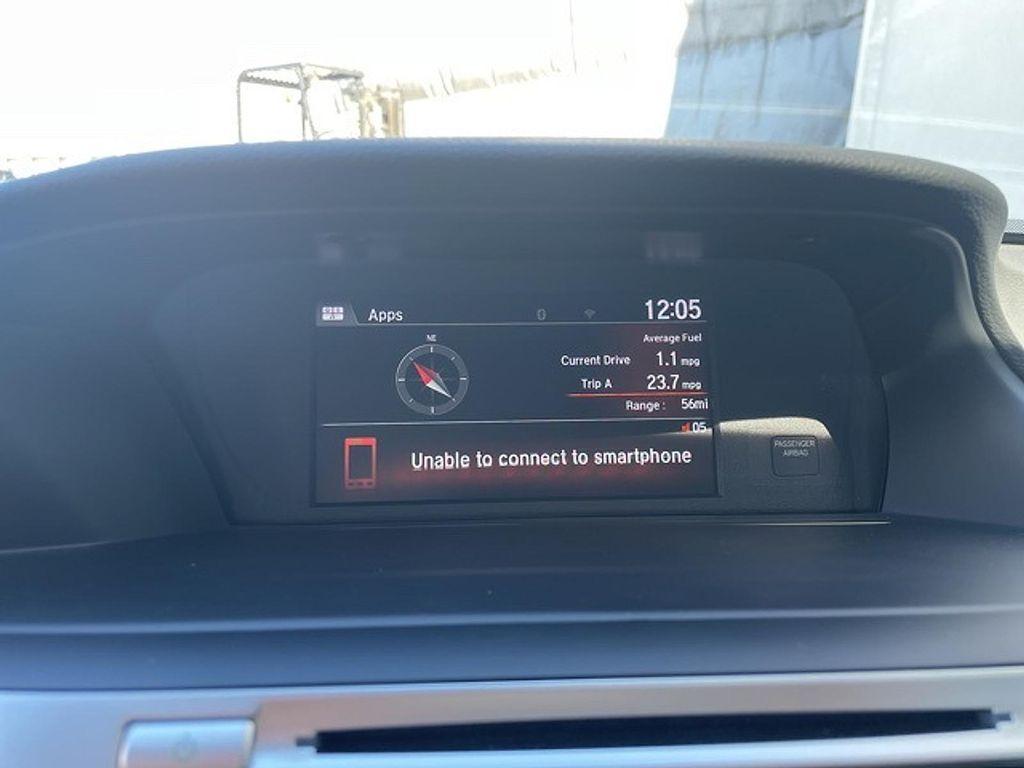 Apps
12:05
NE
Average Fuel
Current Drive 1.1 mpg
Trip A 23.7 mpg
Range : 56mi
05
Unable to connect to smartphone
PASSENGER
AIRBAG